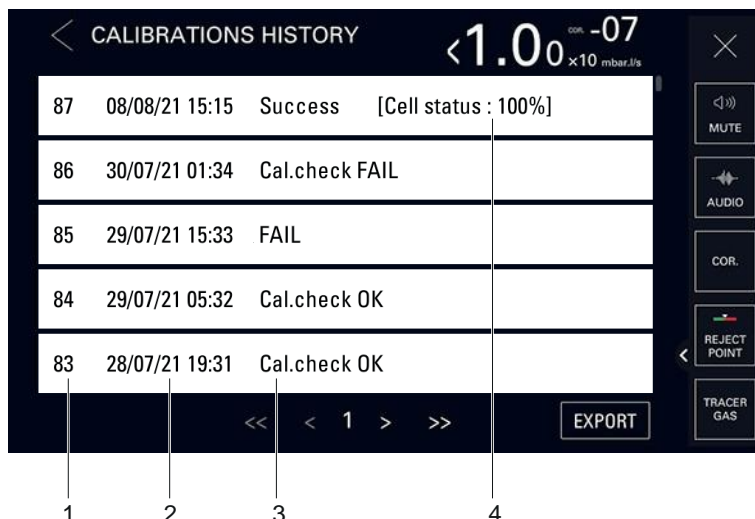 CALIBRATIONS HISTORY
<1.00 COR. -07
x10 mbar.l/s
87 08/08/21 15:15 Success [Cell status : 100%]
86 30/07/21 01:34 Cal.check FAIL
85 29/07/21 15:33 FAIL
84 29/07/21 05:32 Cal.check OK
83 28/07/21 19:31 Cal.check OK
<< < 1 > >>
EXPORT
MUTE
AUDIO
COR.
REJECT
POINT
TRACER
GAS
1 2 3 4